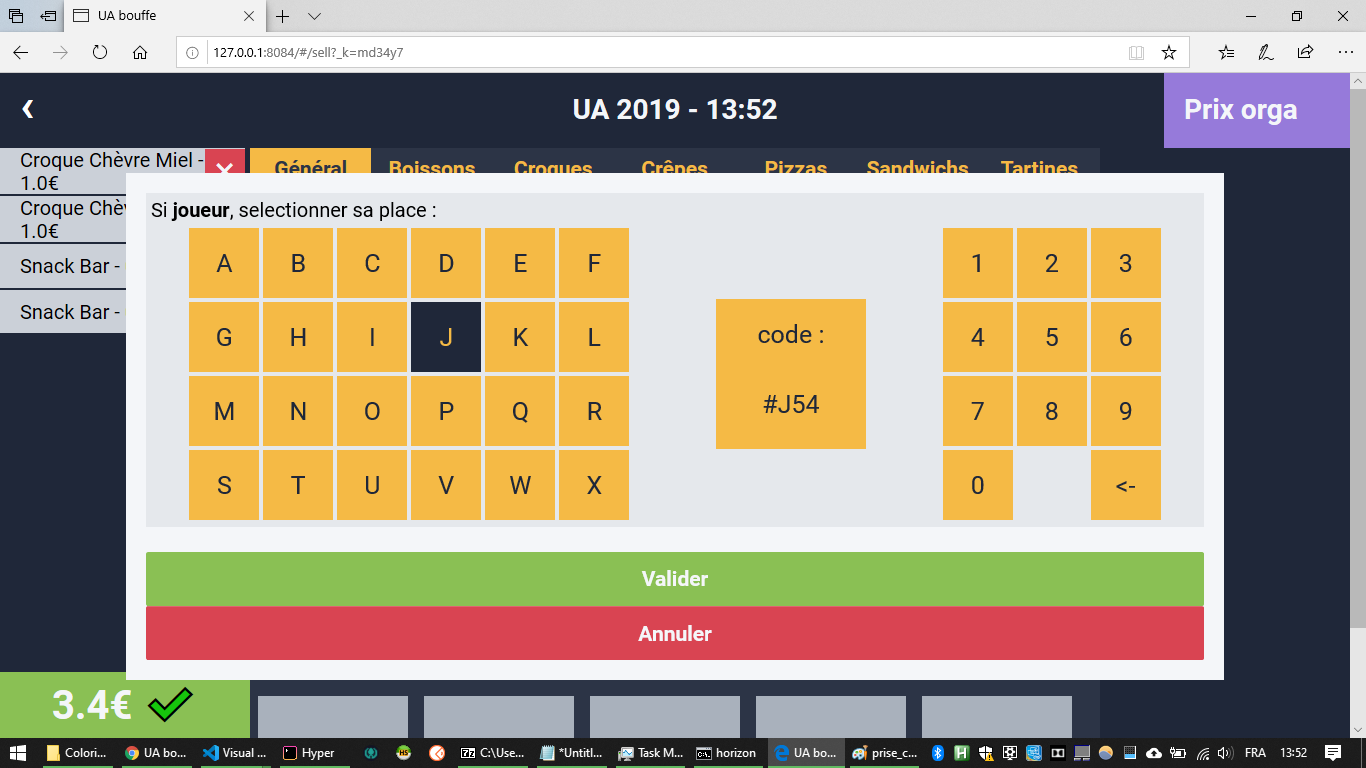 UA bouffe
127.0.0.1:8084/#/sell?_k=md34y7
UA 2019 - 13:52
Prix orga
Croque Chèvre Miel -
1.0€
Général
Boissons
Croques
Crêpes
Pizzas
Sandwichs
Tartines
Croque Chèv
1.0€
Snack Bar -
Snack Bar -
Si joueur, selectionner sa place :
A B C D E F
G H I J K L
M N O P Q R
S T U V W X
code :
#J54
1 2 3
4 5 6
7 8 9
0 <-
Valider
Annuler
3.4€
Colori...
UA bo...
Visual ...
Hyper
C:\Use...
*Untitl...
Task M...
horizon
UA bo...
prise_c...
FRA
13:52